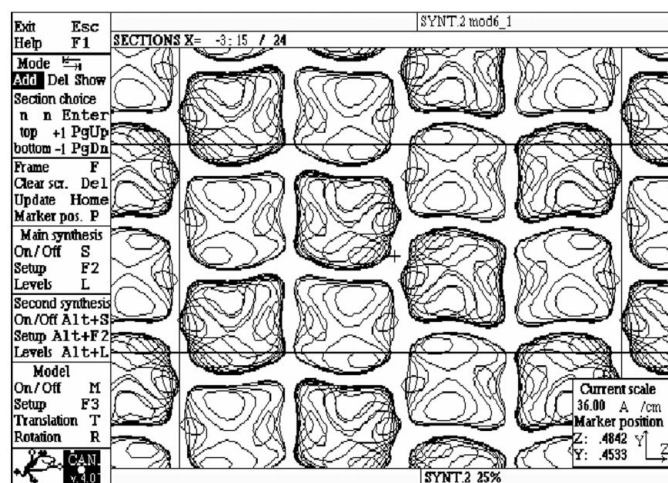 SYNT.2 mod6_1
Exit Esc
Help F1
SECTIONS X= -3: 15 / 24
Mode
Add Del Show
Section choice
n n Enter
top +1 PgUp
bottom -1 PgDn
Frame F
Clear scr. Del
Update Home
Marker pos. P
Main synthesis
On/Off S
Setup F2
Levels L
Second synthesis
On/Off Alt+S
Setup Alt+F2
Levels Alt+L
Model
On/Off M
Setup F3
Translation T
Rotation R
CAN
v 4.0
Current scale
36.00 A /cm
Marker position
Z: .4842 Y
Y: .4533 Z
SYNT.2 25%